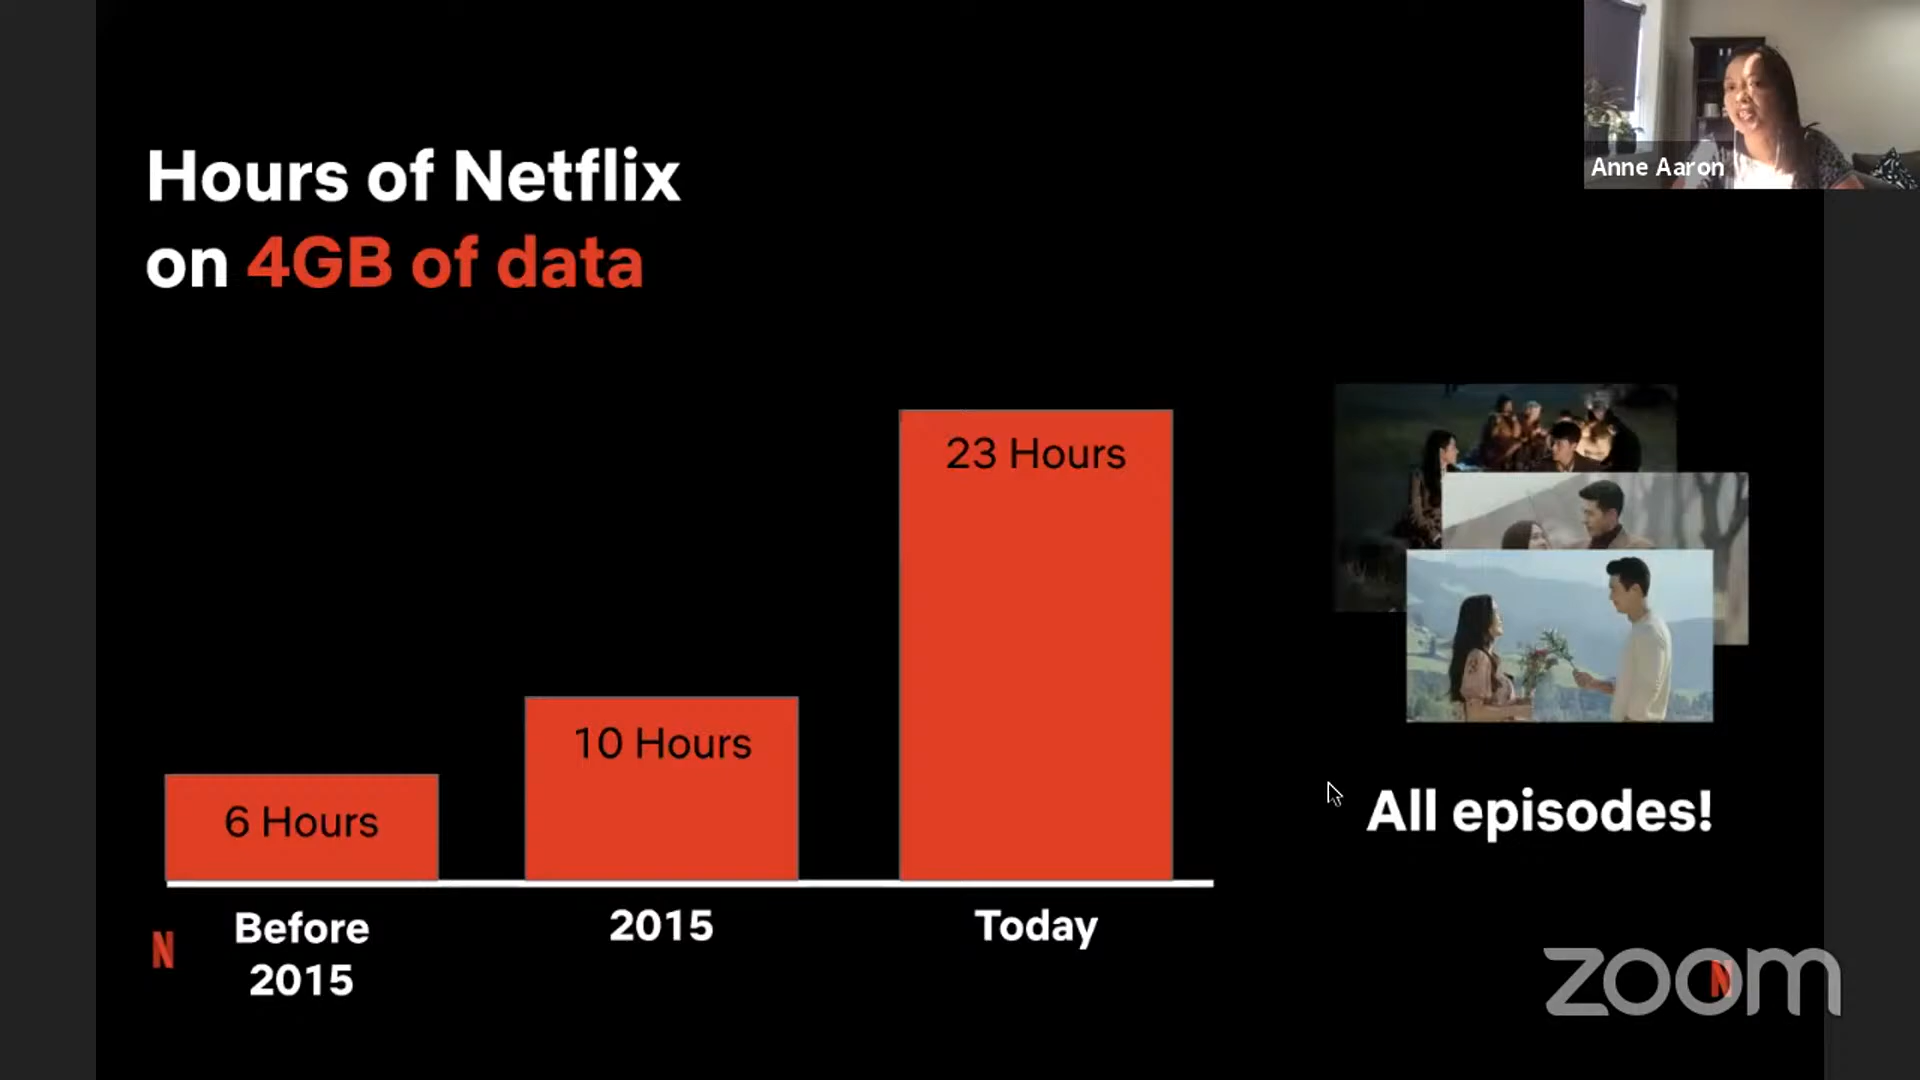 Anne Aaron
Hours of Netflix
on 4GB of data
23 Hours
10 Hours
6 Hours
All episodes!
Before
2015
2015
Today
N
zoom
N